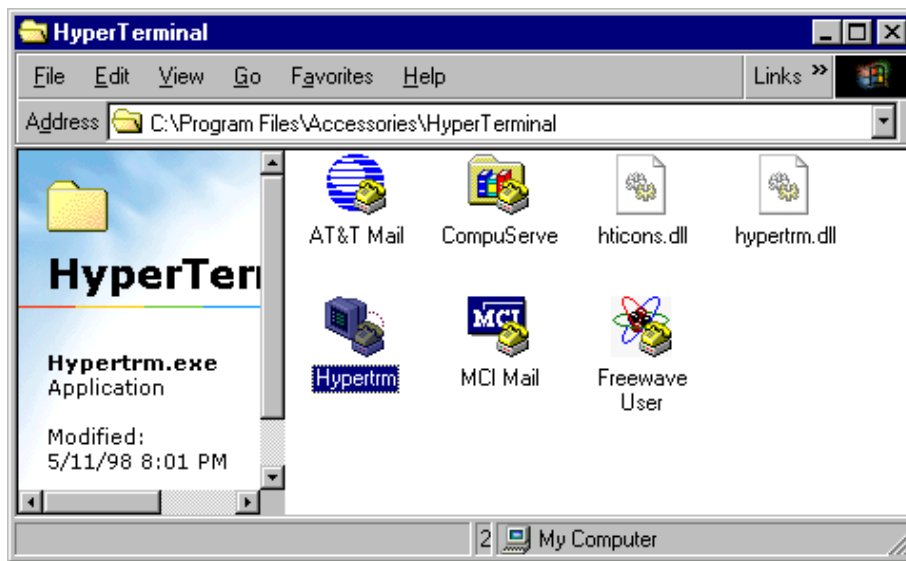 HyperTerminal
File Edit View Go Favorites Help Links »
Address C:\Program Files\Accessories\HyperTerminal
HyperTer
Hypertrm.exe
Application
Modified:
5/11/98 8:01 PM
AT&T Mail CompuServe hticons.dll hypertrm.dll
MCI
Hypertrm MCI Mail Freewave
User
2 My Computer